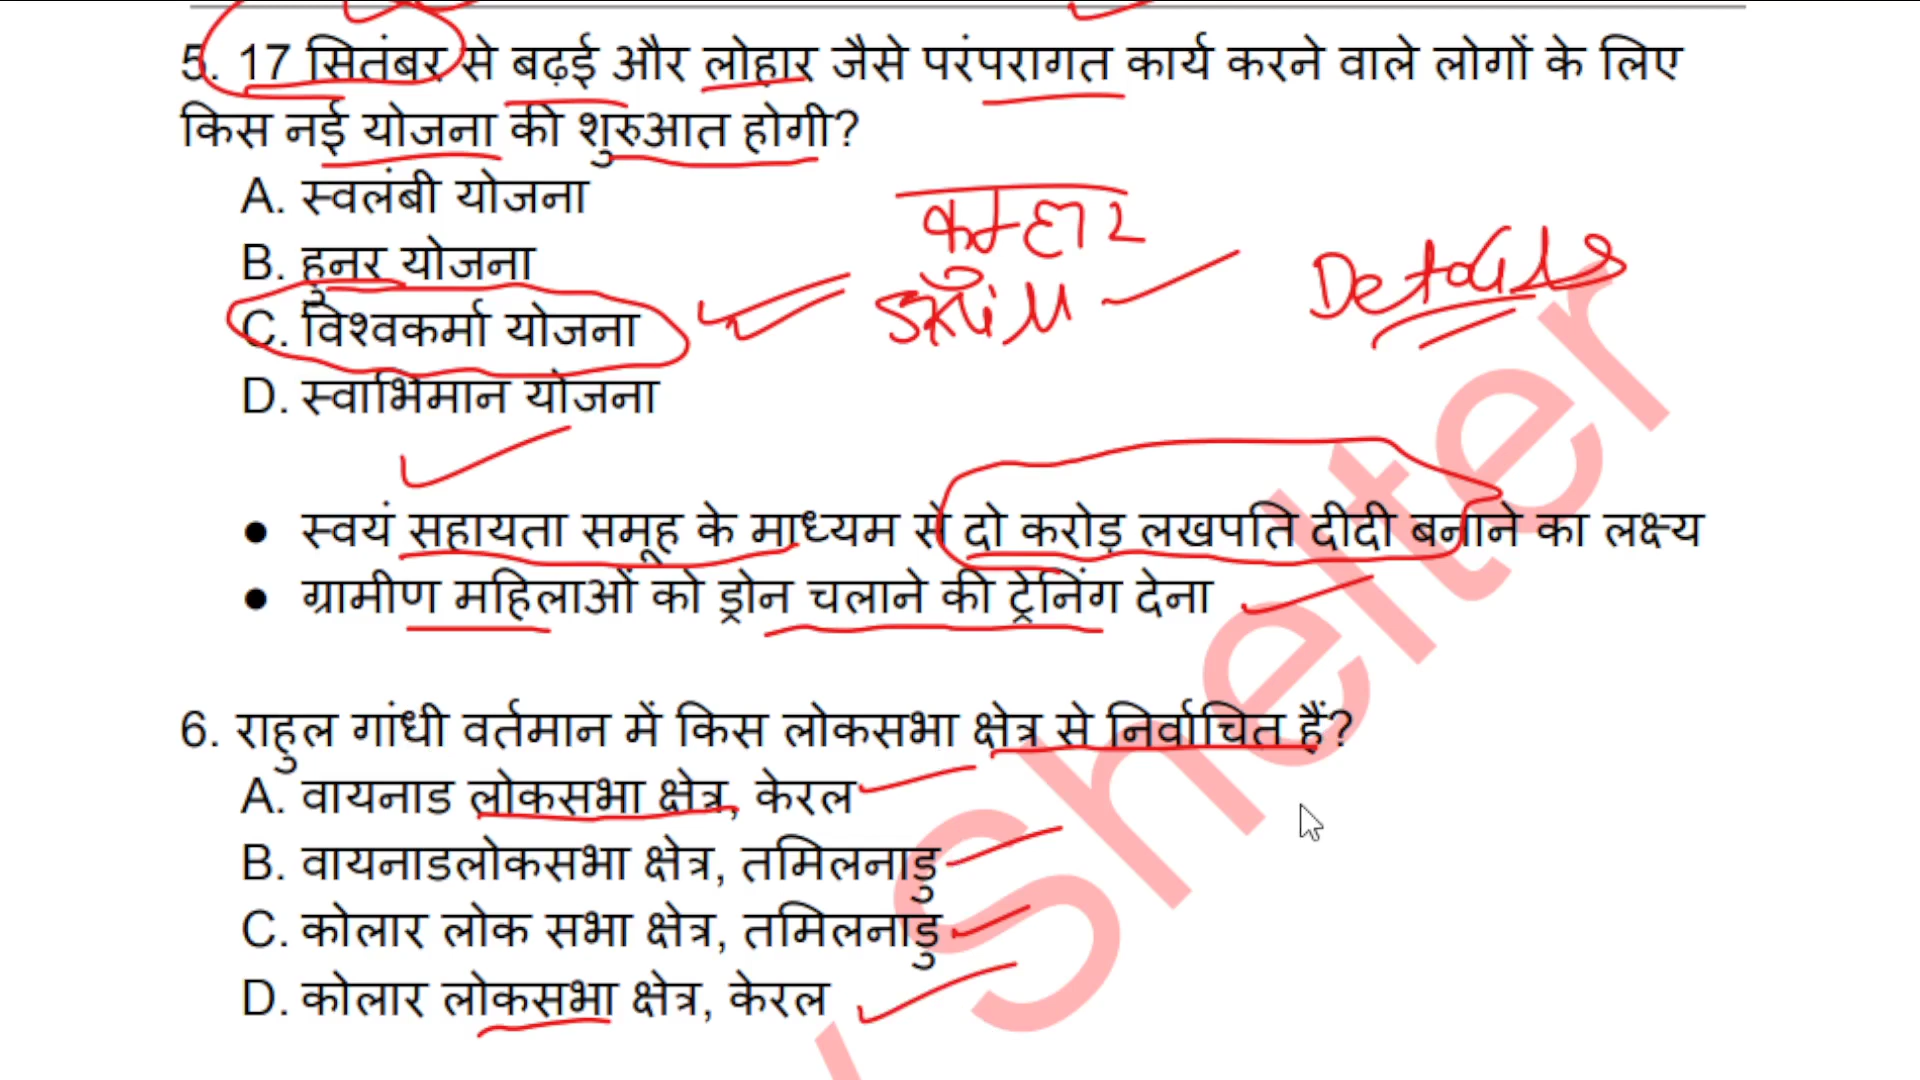 5. 17 सितंबर से बढ़ई और लोहार जैसे परंपरागत कार्य करने वाले लोगों के लिए
किस नई योजना की शुरुआत होगी?
A. स्वलंबी योजना
B. हुनर योजना
C. विश्वकर्मा योजना
D. स्वाभिमान योजना
Details
स्वयं सहायता समूह के माध्यम से दो करोड़ लखपति दीदी बनाने का लक्ष्य
ग्रामीण महिलाओं को ड्रोन चलाने की ट्रेनिंग देना
6. राहुल गांधी वर्तमान में किस लोकसभा क्षेत्र से निर्वाचित हैं?
A. वायनाड लोकसभा क्षेत्र, केरल
B. वायनाडलोकसभा क्षेत्र, तमिलनाडु
C. कोलार लोक सभा क्षेत्र, तमिलनाडु
D. कोलार लोकसभा क्षेत्र, केरल
shelter